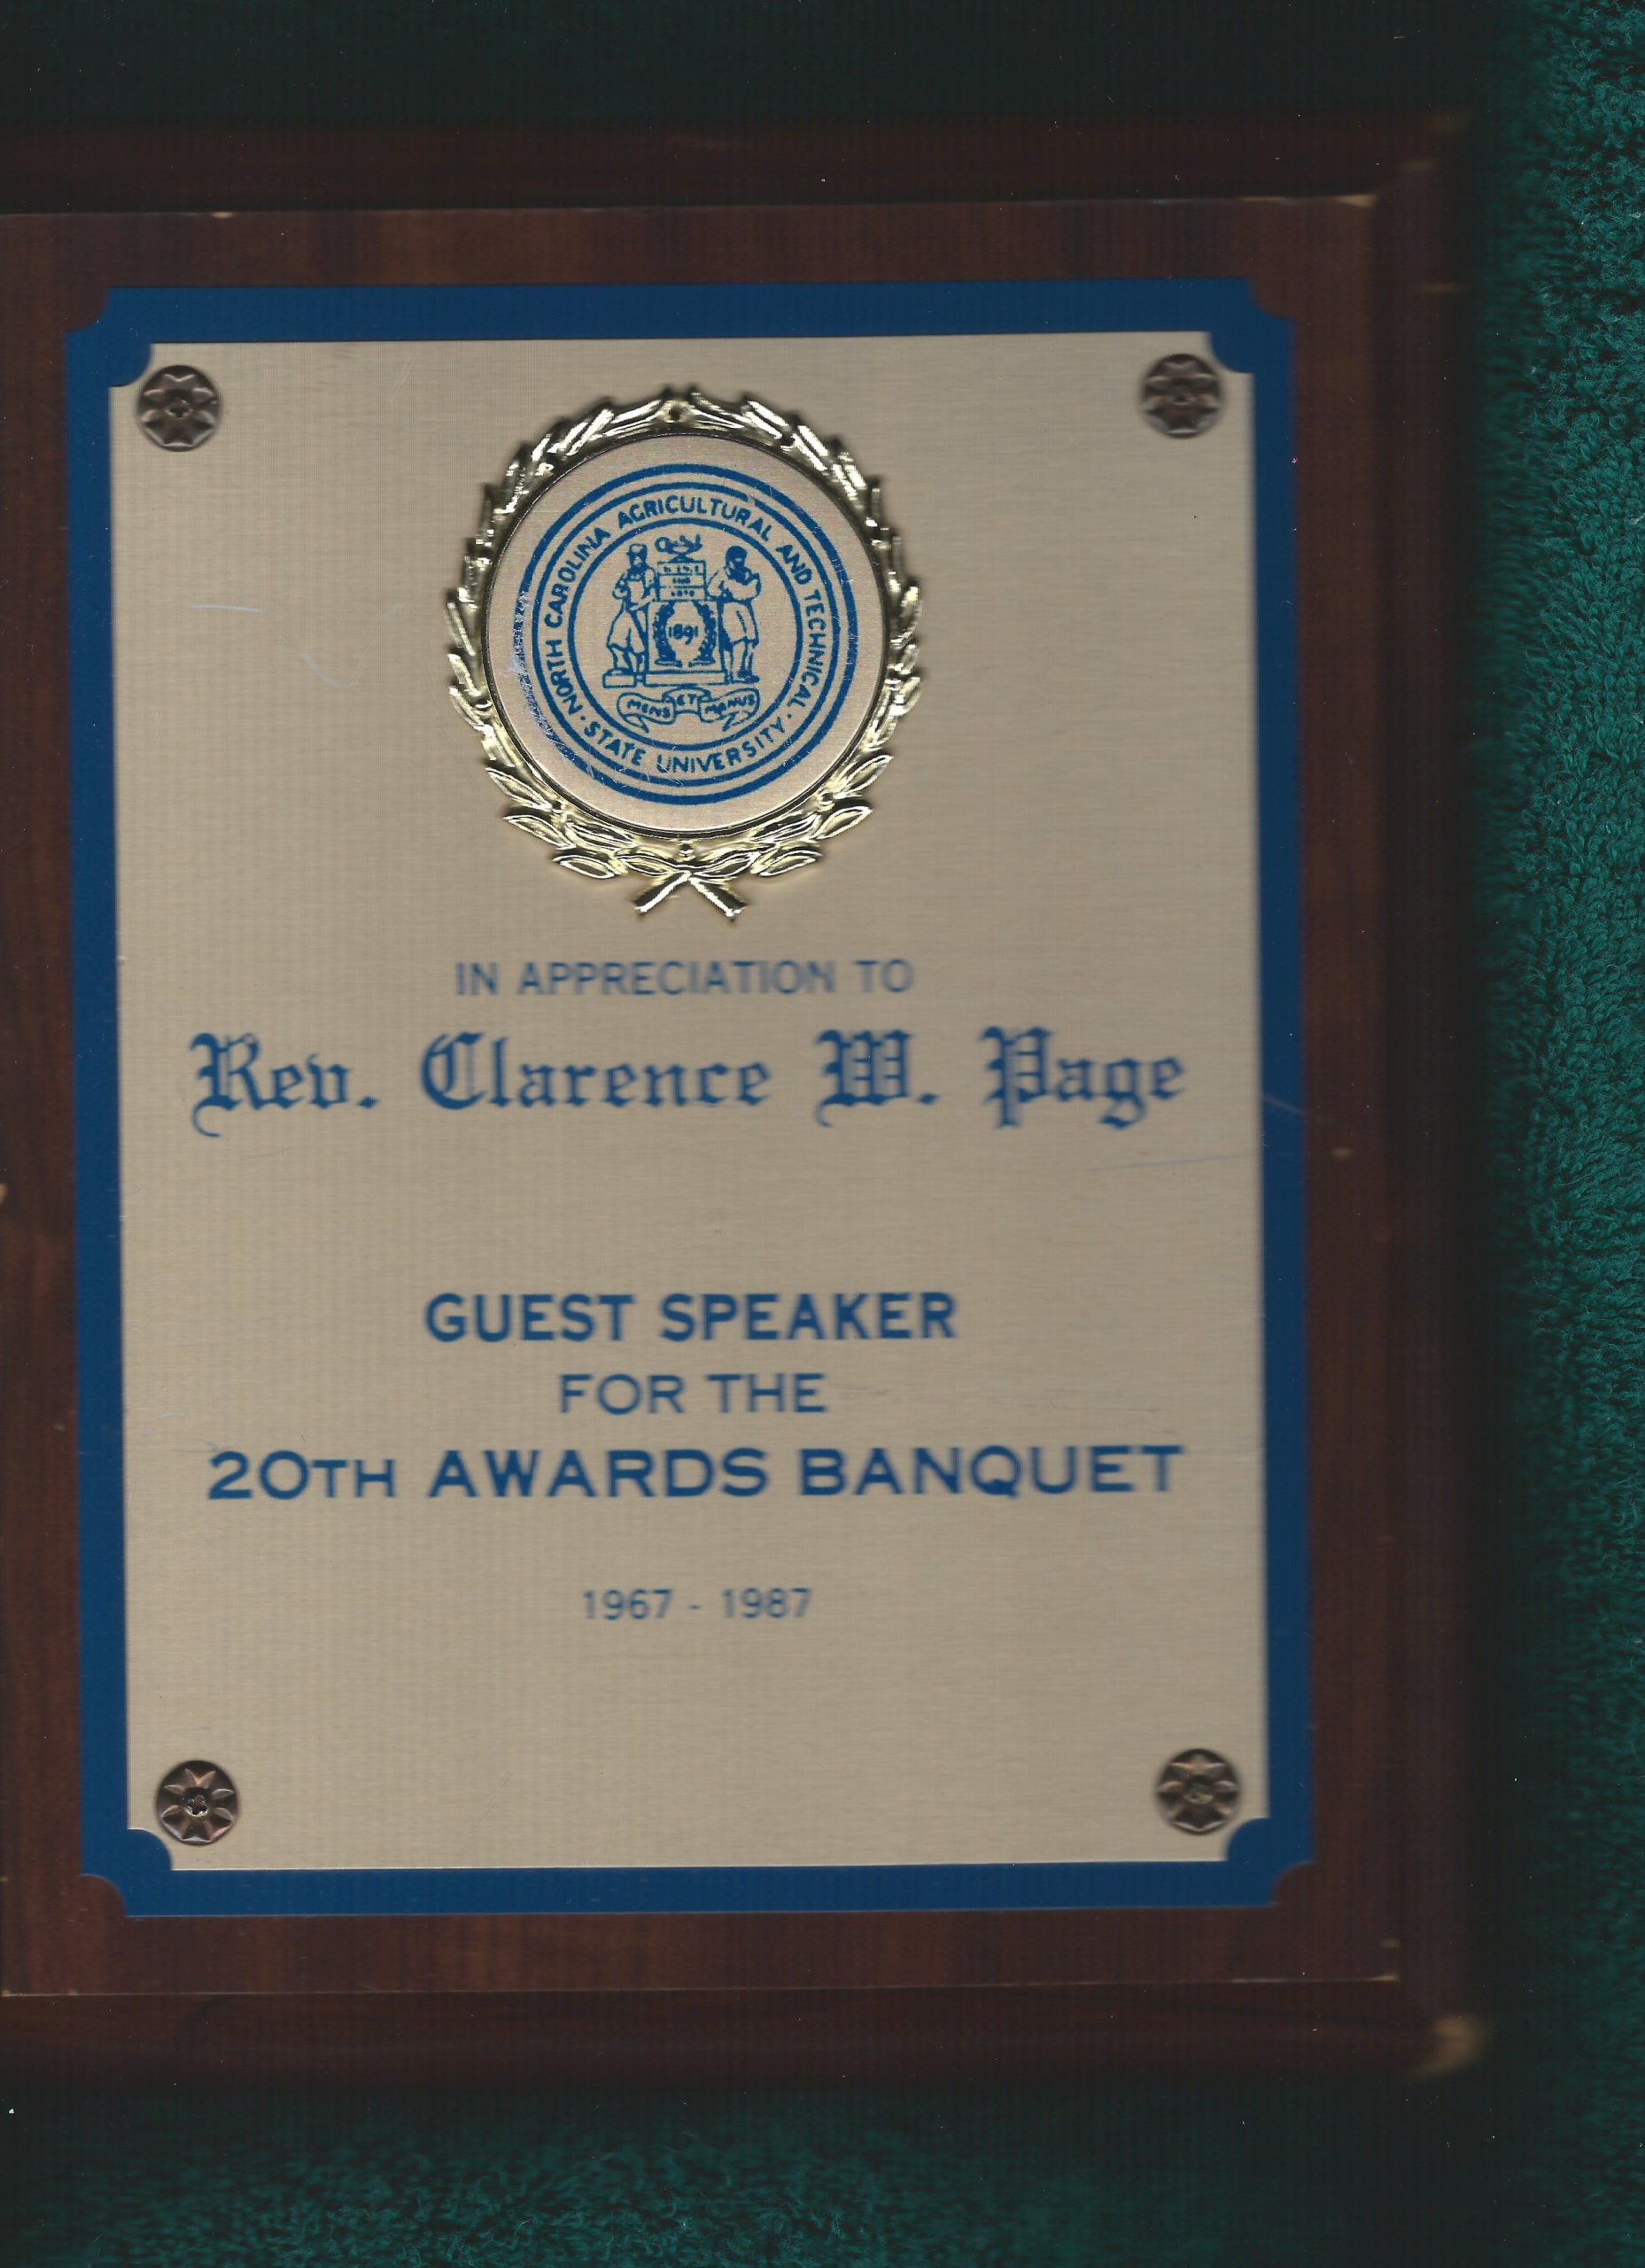 NORTH CAROLINA AGRICULTURAL AND TECHNICAL
· STATE UNIVERSITY ·
1891
MENS ET MANUS
IN APPRECIATION TO
Rev. Clarence W. Page
GUEST SPEAKER
FOR THE
20TH AWARDS BANQUET
1967 - 1987